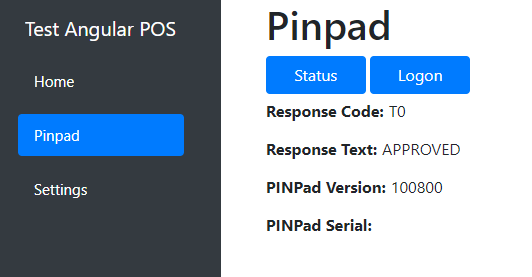 Test Angular POS
Home
Pinpad
Settings
Pinpad
Status Logon
Response Code: T0
Response Text: APPROVED
PINPad Version: 100800
PINPad Serial: